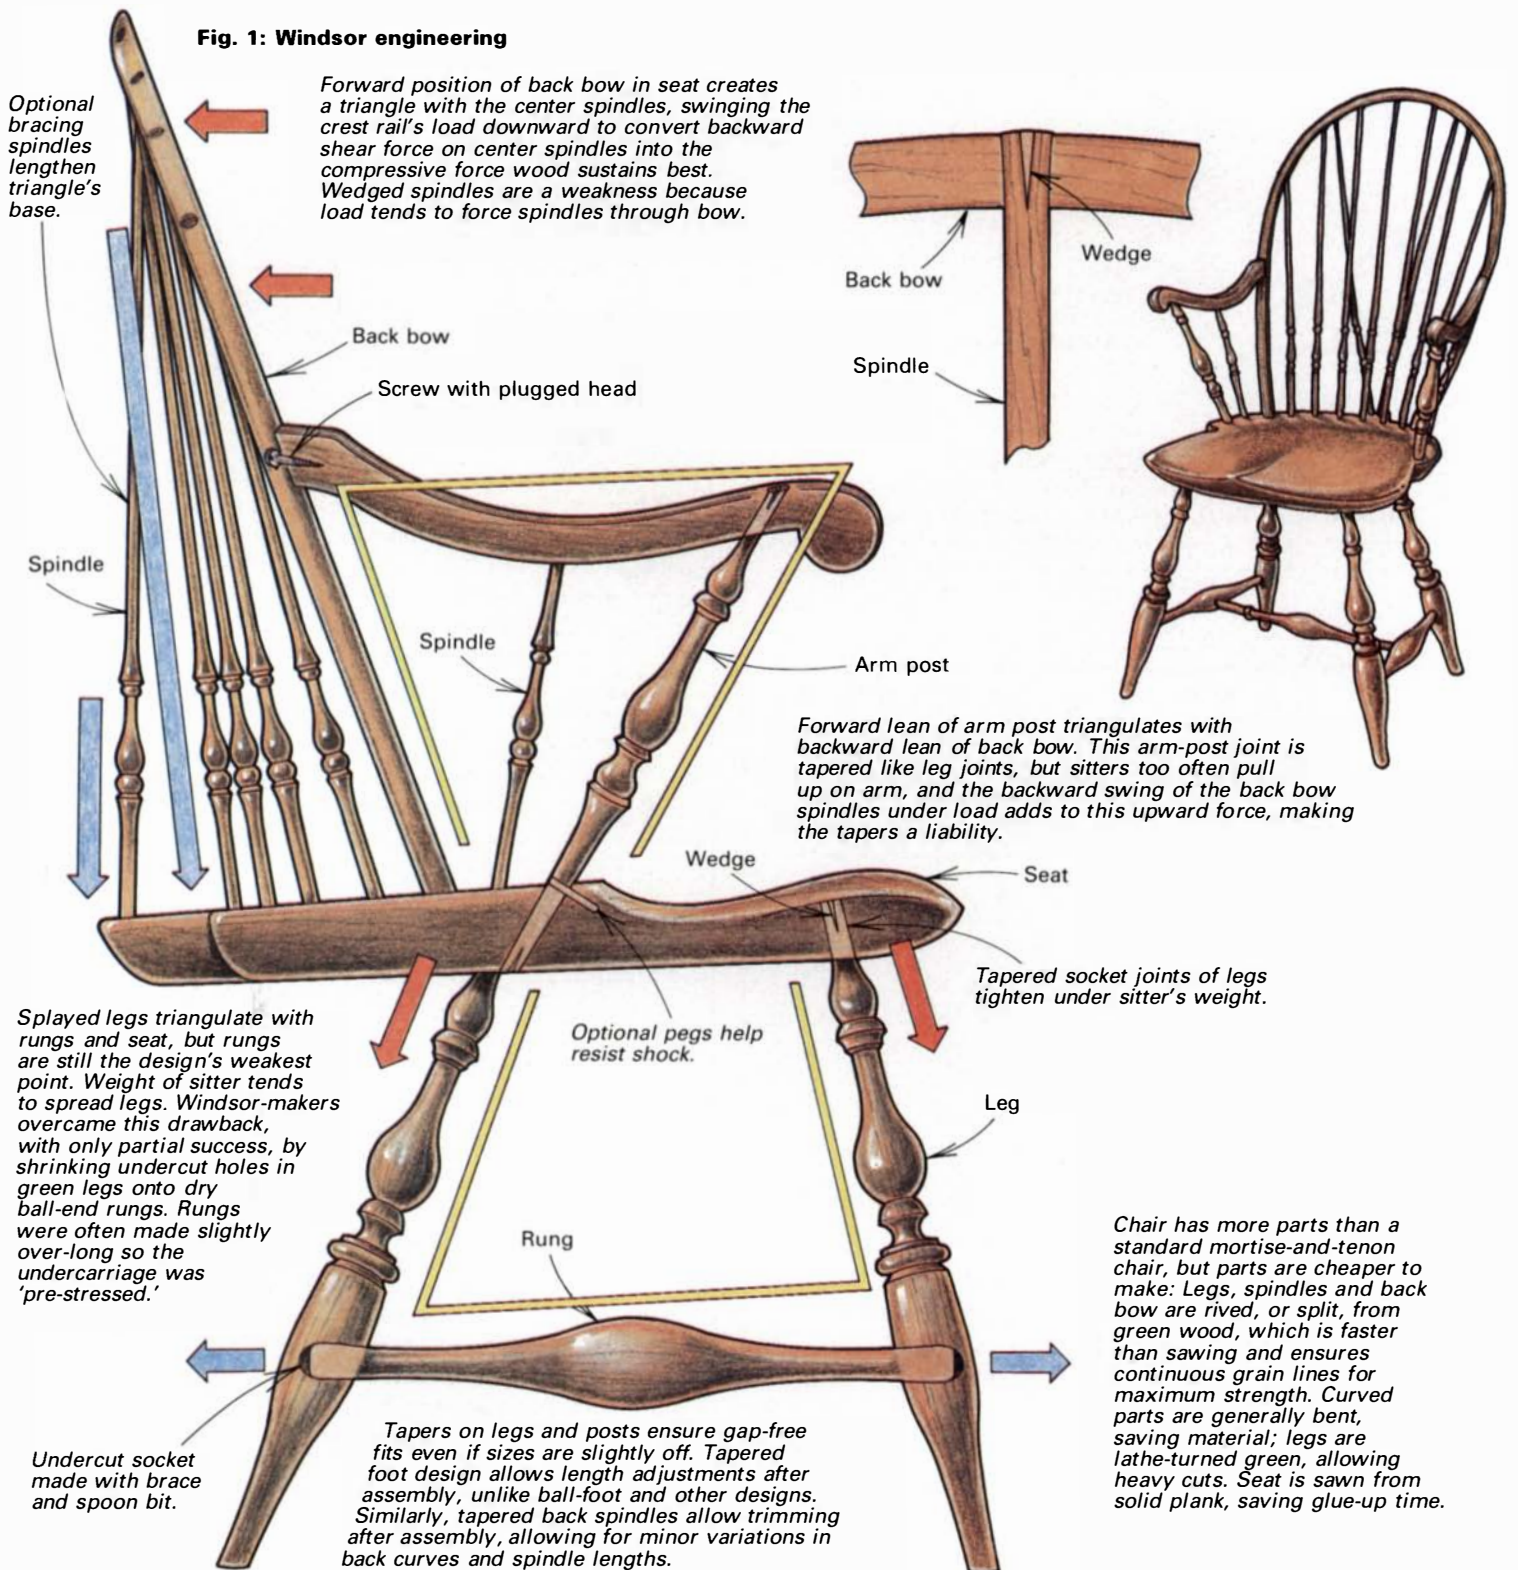 Fig. 1: Windsor engineering
Optional
bracing
spindles
lengthen
triangle's
base.
Forward position of back bow in seat creates
a triangle with the center spindles, swinging the
crest rail's load downward to convert backward
shear force on center spindles into the
compressive force wood sustains best.
Wedged spindles are a weakness because
load tends to force spindles through bow.
Wedge
Back bow
Spindle
Back bow
Screw with plugged head
Spindle
Spindle
Arm post
Forward lean of arm post triangulates with
backward lean of back bow. This arm-post joint is
tapered like leg joints, but sitters too often pull
up on arm, and the backward swing of the back bow
spindles under load adds to this upward force, making
the tapers a liability.
Wedge
Seat
Tapered socket joints of legs
tighten under sitter's weight.
Optional pegs help
resist shock.
Splayed legs triangulate with
rungs and seat, but rungs
are still the design's weakest
point. Weight of sitter tends
to spread legs. Windsor-makers
overcame this drawback,
with only partial success, by
shrinking undercut holes in
green legs onto dry
ball-end rungs. Rungs
were often made slightly
over-long so the
undercarriage was
'pre-stressed.'
Leg
Rung
Chair has more parts than a
standard mortise-and-tenon
chair, but parts are cheaper to
make: Legs, spindles and back
bow are rived, or split, from
green wood, which is faster
than sawing and ensures
continuous grain lines for
maximum strength. Curved
parts are generally bent,
saving material; legs are
lathe-turned green, allowing
heavy cuts. Seat is sawn from
solid plank, saving glue-up time.
Undercut socket
made with brace
and spoon bit.
Tapers on legs and posts ensure gap-free
fits even if sizes are slightly off. Tapered
foot design allows length adjustments after
assembly, unlike ball-foot and other designs.
Similarly, tapered back spindles allow trimming
after assembly, allowing for minor variations in
back curves and spindle lengths.